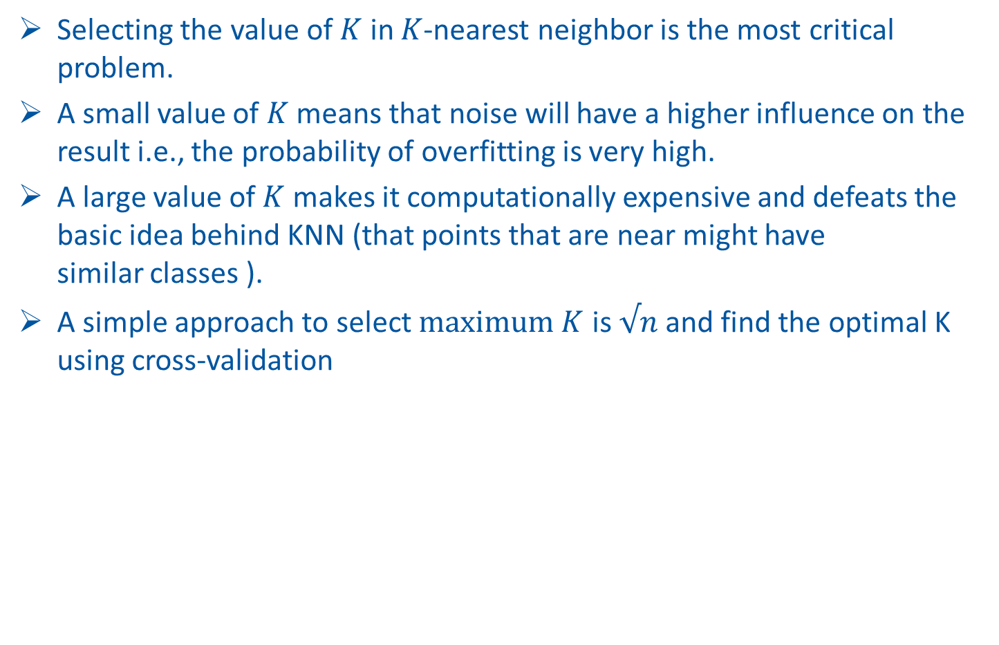 ➢ Selecting the value of K in K-nearest neighbor is the most critical
problem.
➢ A small value of K means that noise will have a higher influence on the
result i.e., the probability of overfitting is very high.
➢ A large value of K makes it computationally expensive and defeats the
basic idea behind KNN (that points that are near might have
similar classes ).
➢ A simple approach to select maximum K is √n and find the optimal K
using cross-validation